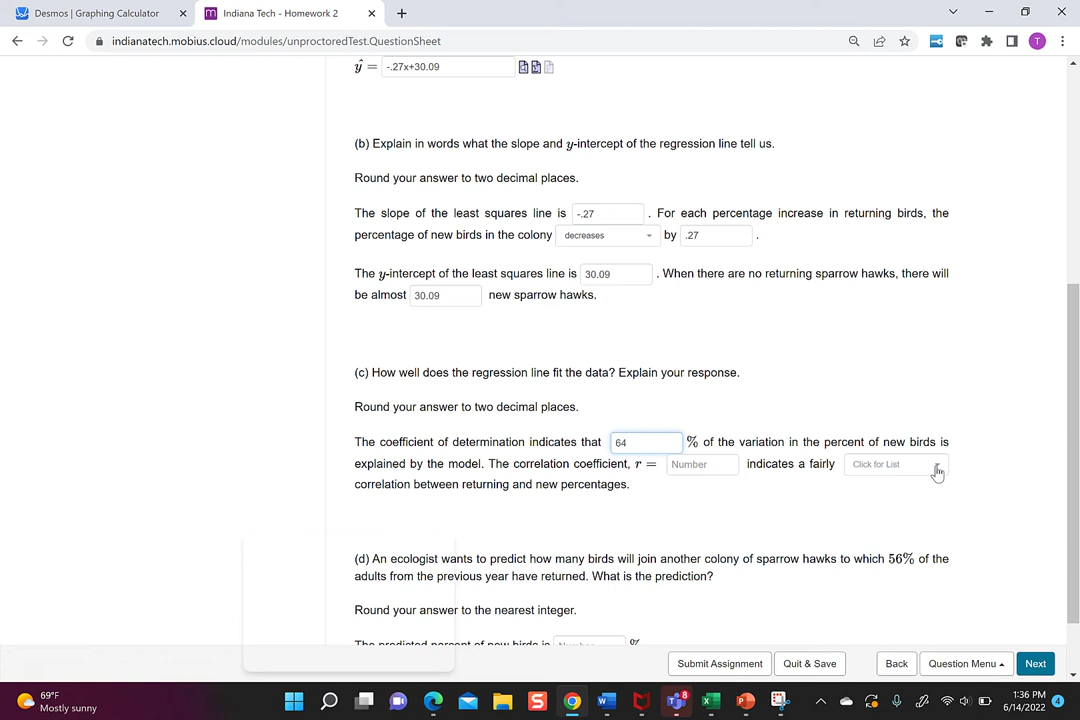 Desmos | Graphing Calculator
Indiana Tech - Homework 2
indianatech.mobius.cloud/modules/unproctoredTest.QuestionSheet
T
ŷ = -.27x+30.09
(b) Explain in words what the slope and y-intercept of the regression line tell us.
Round your answer to two decimal places.
The slope of the least squares line is -.27 . For each percentage increase in returning birds, the
percentage of new birds in the colony decreases by .27 .
The y-intercept of the least squares line is 30.09 . When there are no returning sparrow hawks, there will
be almost 30.09 new sparrow hawks.
(c) How well does the regression line fit the data? Explain your response.
Round your answer to two decimal places.
The coefficient of determination indicates that 64 % of the variation in the percent of new birds is
explained by the model. The correlation coefficient, r = Number indicates a fairly Click for List
correlation between returning and new percentages.
(d) An ecologist wants to predict how many birds will join another colony of sparrow hawks to which 56% of the
adults from the previous year have returned. What is the prediction?
Round your answer to the nearest integer.
The predicted percent of new birds is Number %
Submit Assignment Quit & Save Back Question Menu Next
69°F
Mostly sunny
8
1:36 PM
6/14/2022
4